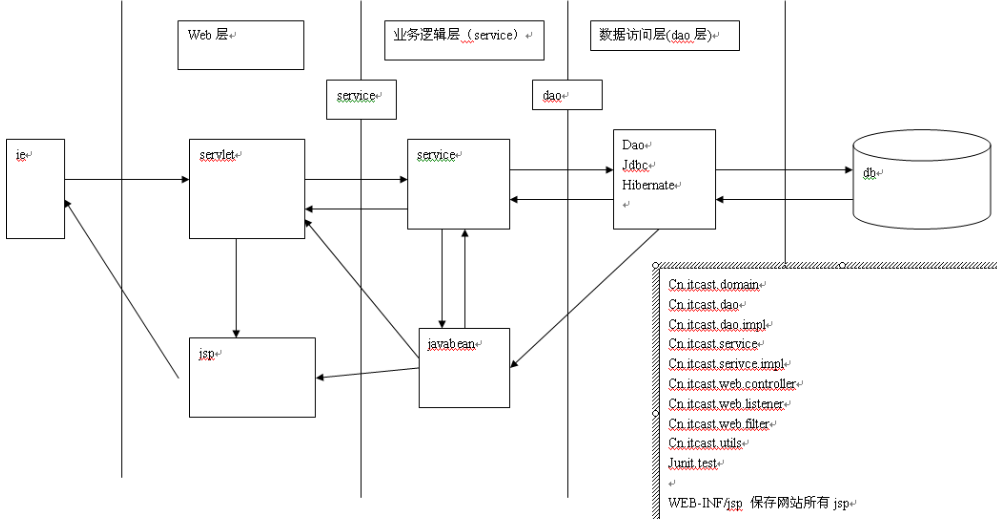 Web 层
业务逻辑层（service）
数据访问层(dao 层)
service
dao
ie
servlet
service
Dao
Jdbc
Hibernate
db
jsp
javabean
Cn.itcast.domain
Cn.itcast.dao
Cn.itcast.dao.impl
Cn.itcast.service
Cn.itcast.serivce.impl
Cn.itcast.web.controller
Cn.itcast.web.listener
Cn.itcast.web.filter
Cn.itcast.utils
Junit.test
WEB-INF/jsp 保存网站所有 jsp